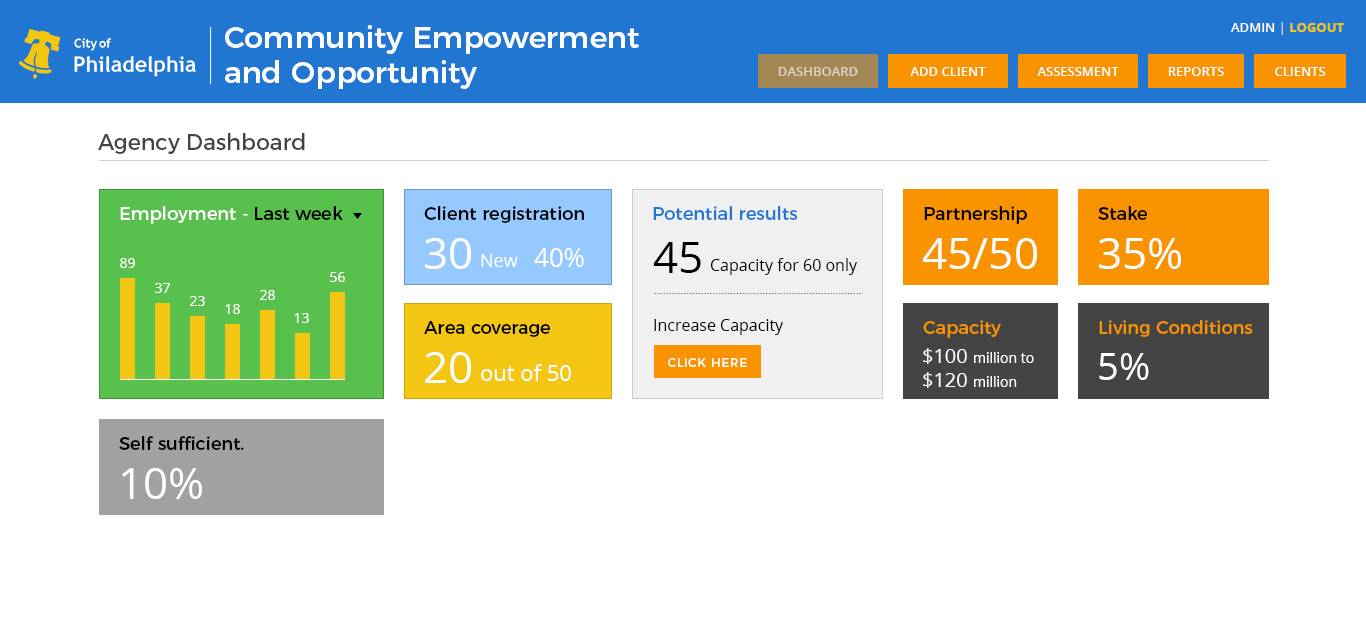 City of
Philadelphia
Community Empowerment
and Opportunity
ADMIN | LOGOUT
DASHBOARD
ADD CLIENT
ASSESSMENT
REPORTS
CLIENTS
Agency Dashboard
Employment - Last week
89
37
23
18
28
13
56
Client registration
30 New 40%
Area coverage
20 out of 50
Potential results
45 Capacity for 60 only
Increase Capacity
CLICK HERE
Partnership
45/50
Stake
35%
Capacity
$100 million to
$120 million
Living Conditions
5%
Self sufficient.
10%